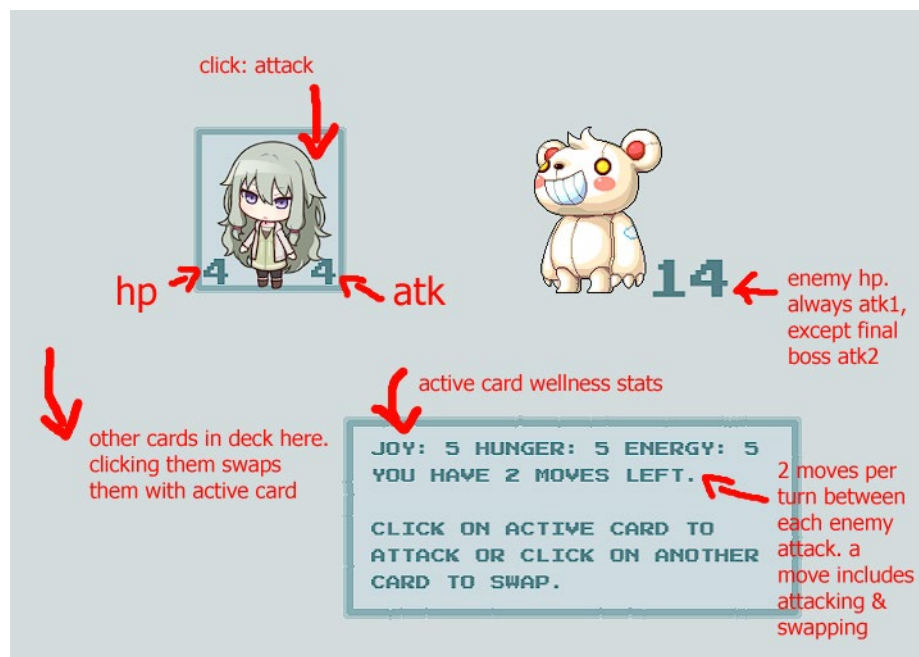 click: attack
4 4
hp
atk
14
enemy hp.
always atk1,
except final
boss atk2
active card wellness stats
other cards in deck here.
clicking them swaps
them with active card
JOY: 5 HUNGER: 5 ENERGY: 5
YOU HAVE 2 MOVES LEFT.
CLICK ON ACTIVE CARD TO
ATTACK OR CLICK ON ANOTHER
CARD TO SWAP.
2 moves per
turn between
each enemy
attack. a
move includes
attacking &
swapping